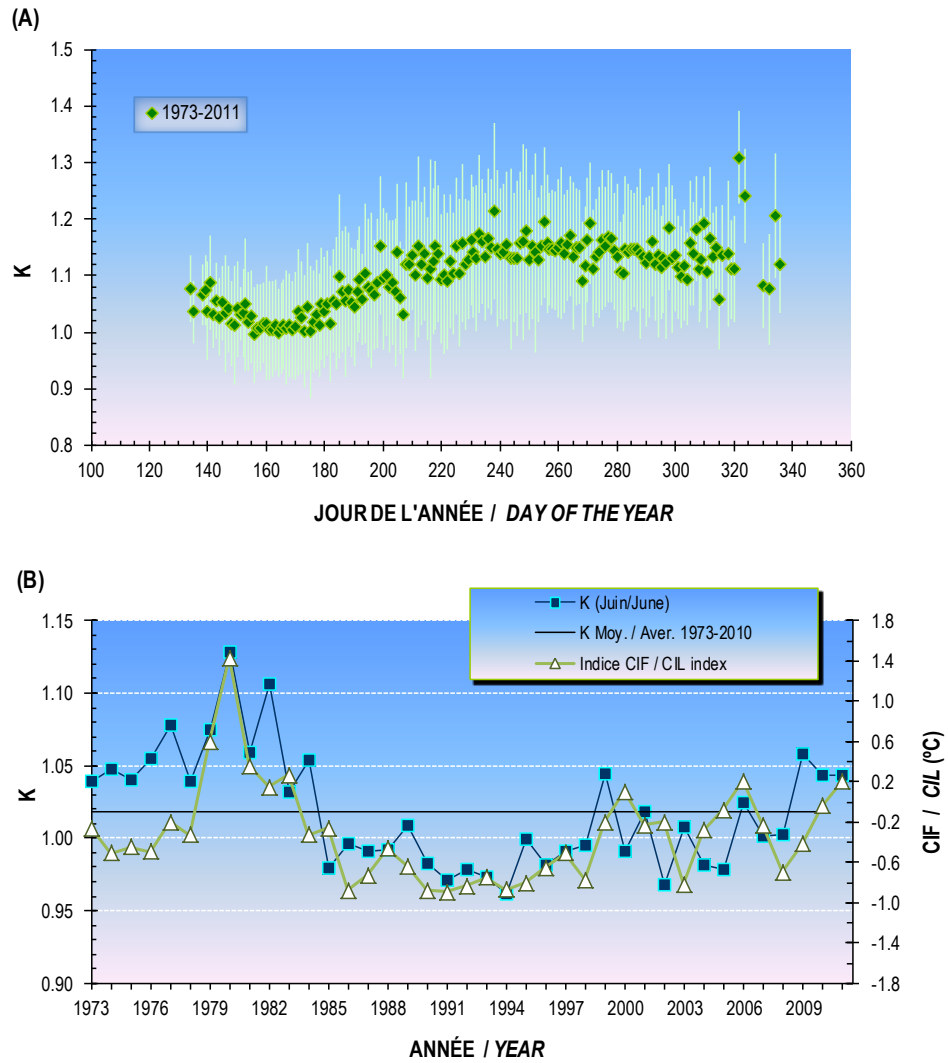 (A)
1.5
1.4
1.3
1.2
1.1
1.0
0.9
0.8
K
1973-2011
100 120 140 160 180 200 220 240 260 280 300 320 340 360
JOUR DE L'ANNÉE / DAY OF THE YEAR
(B)
K (Juin/June)
K Moy. / Aver. 1973-2010
Indice CIF / CIL index
1.15
1.10
1.05
1.00
0.95
0.90
K
1.8
1.4
1.0
0.6
0.2
-0.2
-0.6
-1.0
-1.4
-1.8
CIF / CIL (ºC)
1973 1976 1979 1982 1985 1988 1991 1994 1997 2000 2003 2006 2009
ANNÉE / YEAR